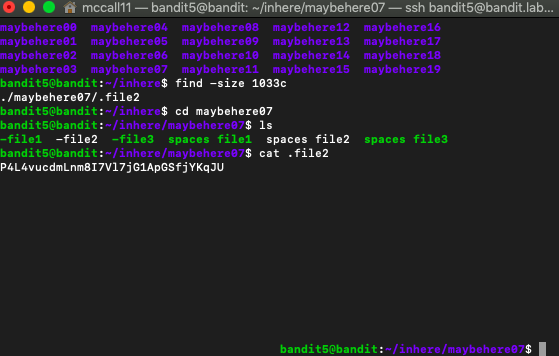 mccall11 — bandit5@bandit: ~/inhere/maybehere07 — ssh bandit5@bandit.lab...
maybehere00 maybehere04 maybehere08 maybehere12 maybehere16
maybehere01 maybehere05 maybehere09 maybehere13 maybehere17
maybehere02 maybehere06 maybehere10 maybehere14 maybehere18
maybehere03 maybehere07 maybehere11 maybehere15 maybehere19
bandit5@bandit:~/inhere$ find -size 1033c
./maybehere07/.file2
bandit5@bandit:~/inhere$ cd maybehere07
bandit5@bandit:~/inhere/maybehere07$ ls
-file1 -file2 -file3 spaces file1 spaces file2 spaces file3
bandit5@bandit:~/inhere/maybehere07$ cat .file2
P4L4vucdmLnm8I7Vl7jG1ApGSfjYKqJU
bandit5@bandit:~/inhere/maybehere07$